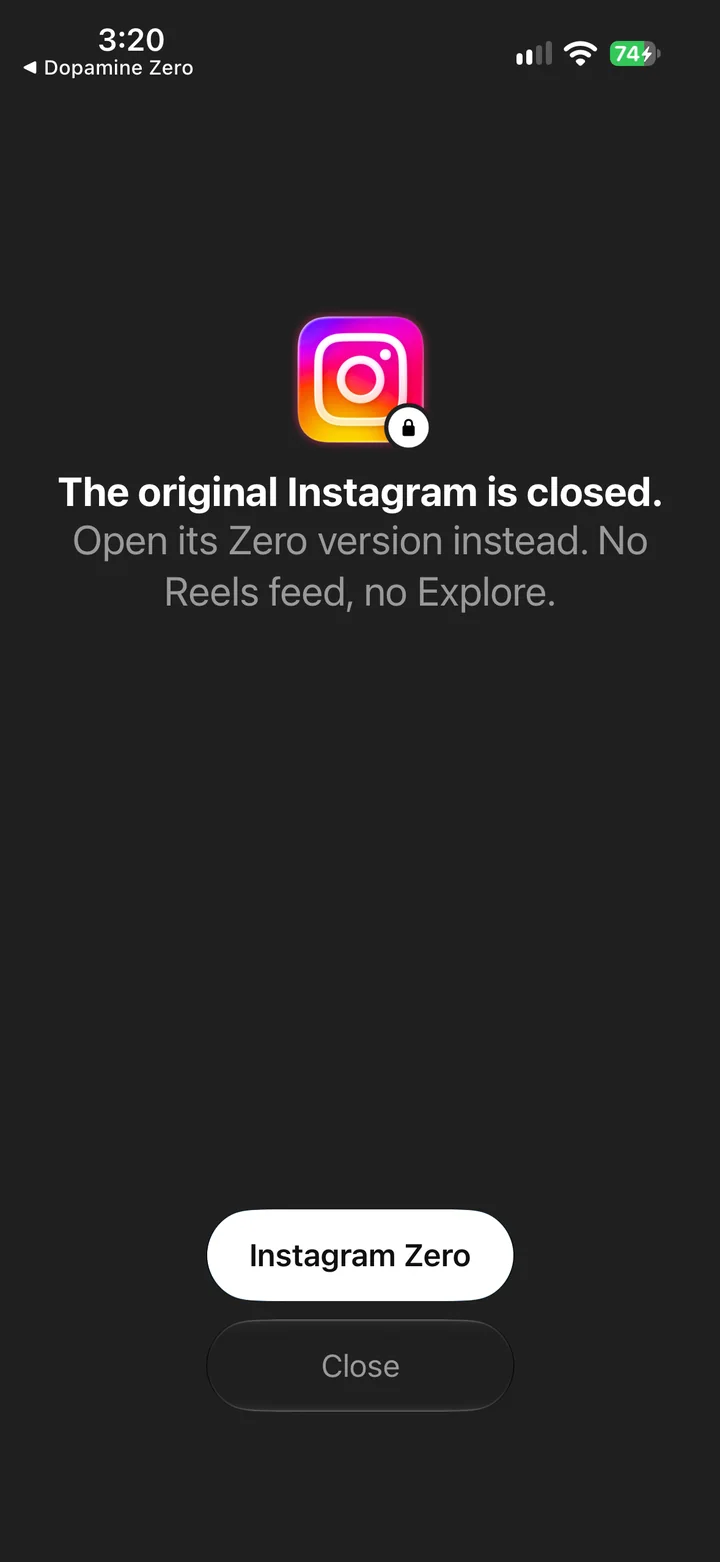 3:20
◀ Dopamine Zero
74
The original Instagram is closed.
Open its Zero version instead. No
Reels feed, no Explore.
Instagram Zero
Close